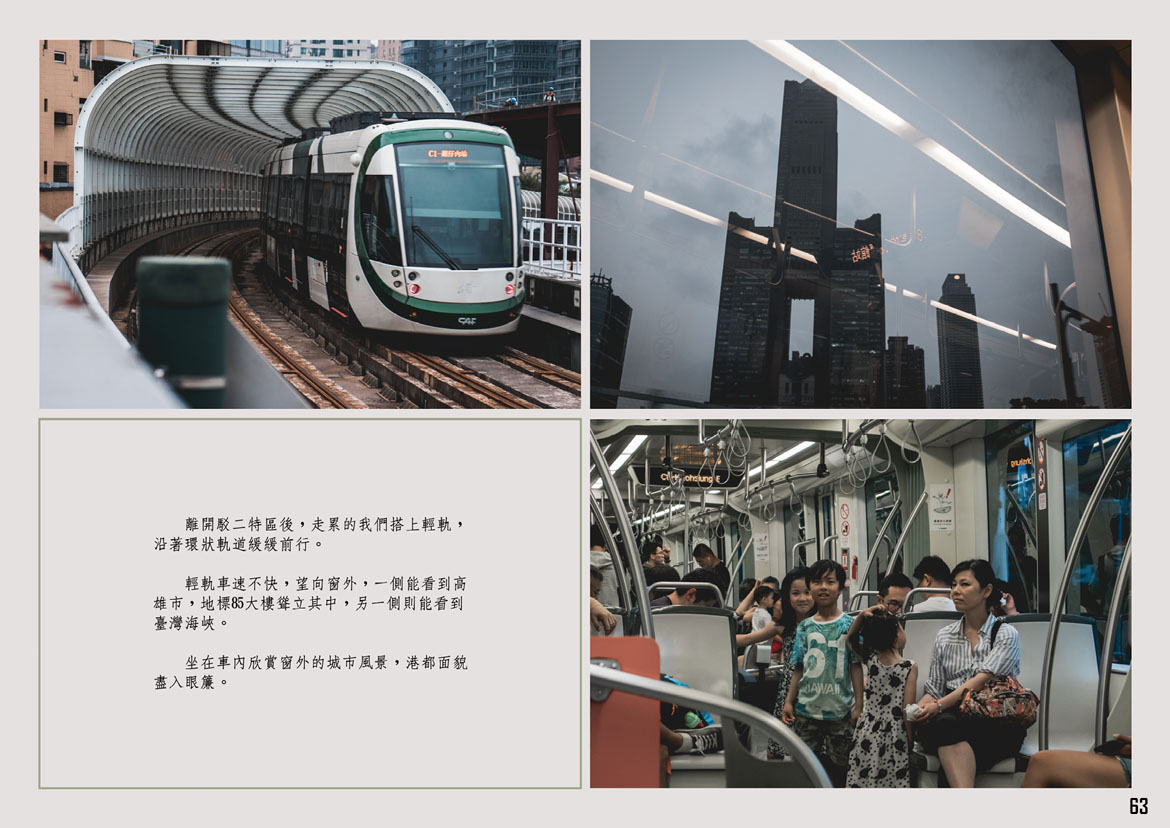 C1-籬仔內站
CAF
離開駁二特區後，走累的我們搭上輕軌，
沿著環狀軌道緩緩前行。
輕軌車速不快，望向窗外，一側能看到高
雄市，地標85大樓聳立其中，另一側則能看到
臺灣海峽。
坐在車內欣賞窗外的城市風景，港都面貌
盡入眼簾。
61
HAWAII
63